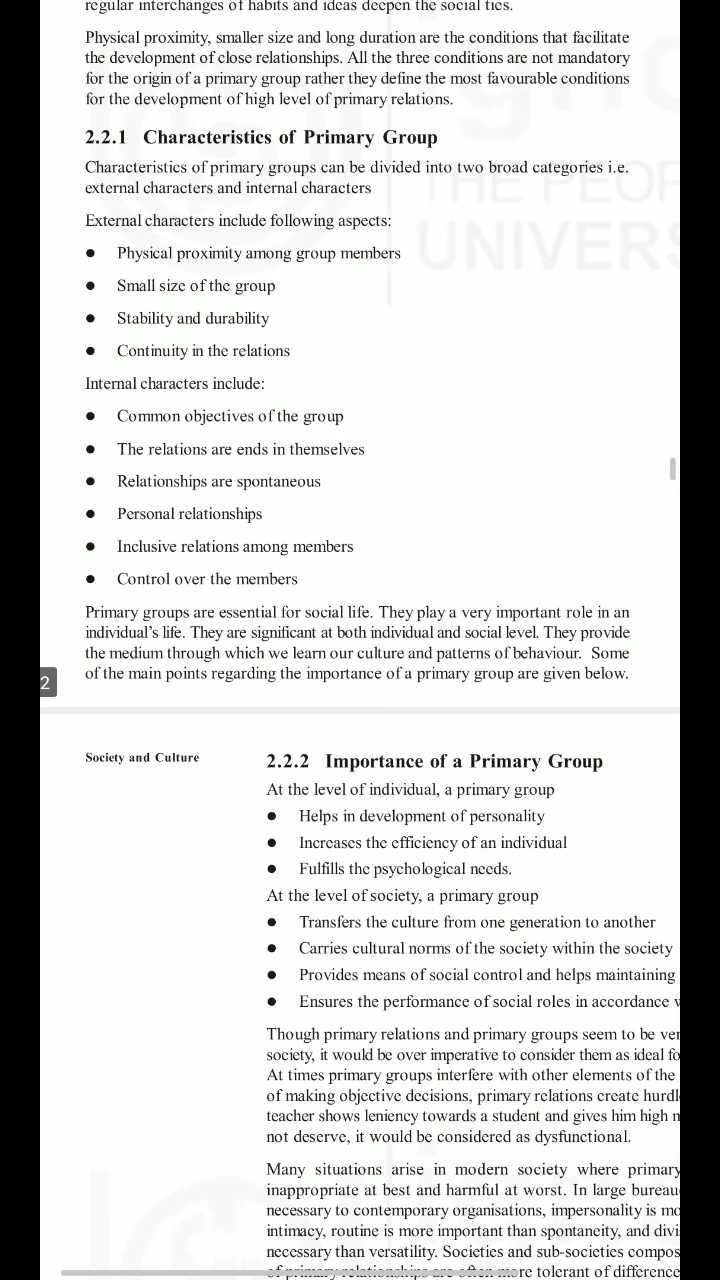 regular interchanges of habits and ideas deepen the social ties.
Physical proximity, smaller size and long duration are the conditions that facilitate
the development of close relationships. All the three conditions are not mandatory
for the origin of a primary group rather they define the most favourable conditions
for the development of high level of primary relations.
2.2.1 Characteristics of Primary Group
Characteristics of primary groups can be divided into two broad categories i.e.
external characters and internal characters
External characters include following aspects:
● Physical proximity among group members
● Small size of the group
● Stability and durability
● Continuity in the relations
Internal characters include:
● Common objectives of the group
● The relations are ends in themselves
● Relationships are spontaneous
● Personal relationships
● Inclusive relations among members
● Control over the members
Primary groups are essential for social life. They play a very important role in an
individual's life. They are significant at both individual and social level. They provide
the medium through which we learn our culture and patterns of behaviour. Some
of the main points regarding the importance of a primary group are given below.
2
Society and Culture
2.2.2 Importance of a Primary Group
At the level of individual, a primary group
● Helps in development of personality
● Increases the efficiency of an individual
● Fulfills the psychological needs.
At the level of society, a primary group
● Transfers the culture from one generation to another
● Carries cultural norms of the society within the society
● Provides means of social control and helps maintaining
● Ensures the performance of social roles in accordance
Though primary relations and primary groups seem to be
society, it would be over imperative to consider them as ideal
At times primary groups interfere with other elements of the
of making objective decisions, primary relations create
teacher shows leniency towards a student and gives him high
not deserve, it would be considered as dysfunctional.
Many situations arise in modern society where primary
inappropriate at best and harmful at worst. In large
necessary to contemporary organisations, impersonality is
intimacy, routine is more important than spontaneity, and
necessary than versatility. Societies and sub-societies
of primary relationships are often more tolerant of
THE
UNIVERS